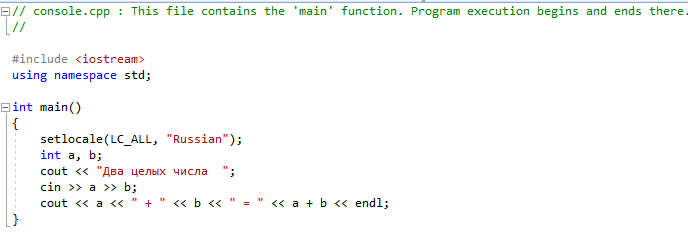 // console.cpp : This file contains the 'main' function. Program execution begins and ends there.
//
#include <iostream>
using namespace std;
int main()
{
setlocale(LC_ALL, "Russian");
int a, b;
cout << "Два целых числа  ";
cin >> a >> b;
cout << a << " + " << b << " = " << a + b << endl;
}